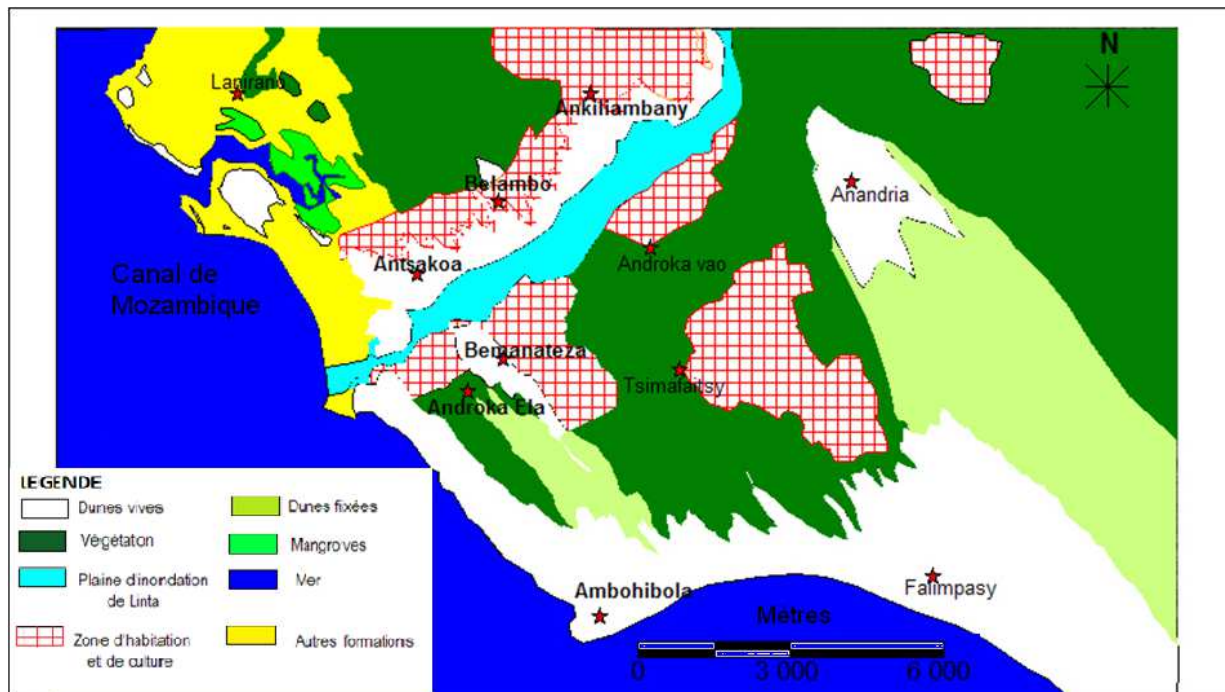 N
Lanirano
Ankiliambany
Belambo
Anandria
Androka vao
Antsakoa
Canal de
Mozambique
Bemanateza
Tsimafaitsy
Androka Ela
LEGENDE
Dunes vives
Dunes fixées
Végétaton
Mangroives
Plaine d'inondation
de Linta
Mer
Zone d'habitation
et de culture
Autres formations
Ambohibola
Falimpasy
Mètres
0 3 000 6 000